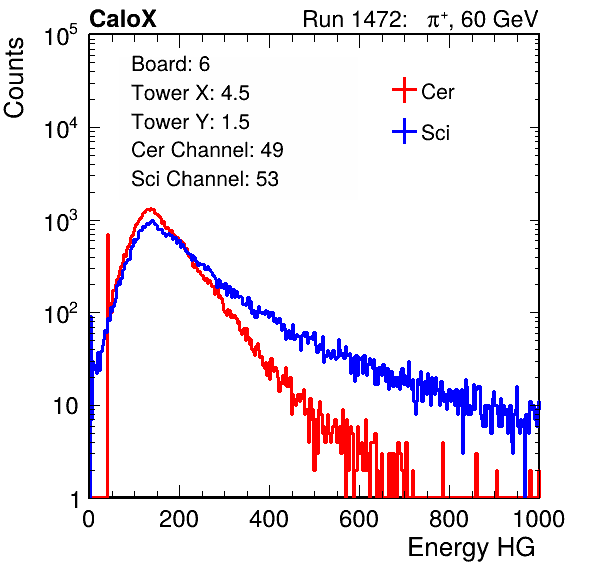 CaloX Run 1472: π⁺, 60 GeV
Counts
Board: 6
Tower X: 4.5
Tower Y: 1.5
Cer Channel: 49
Sci Channel: 53
Cer
Sci
10⁵
10⁴
10³
10²
10
1
0 200 400 600 800 1000
Energy HG